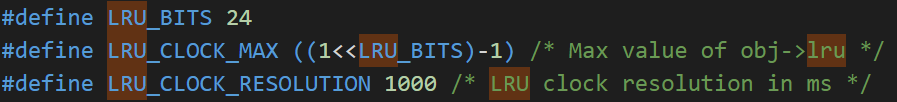 #define LRU_BITS 24
#define LRU_CLOCK_MAX ((1<<LRU_BITS)-1) /* Max value of obj->lru */
#define LRU_CLOCK_RESOLUTION 1000 /* LRU clock resolution in ms */